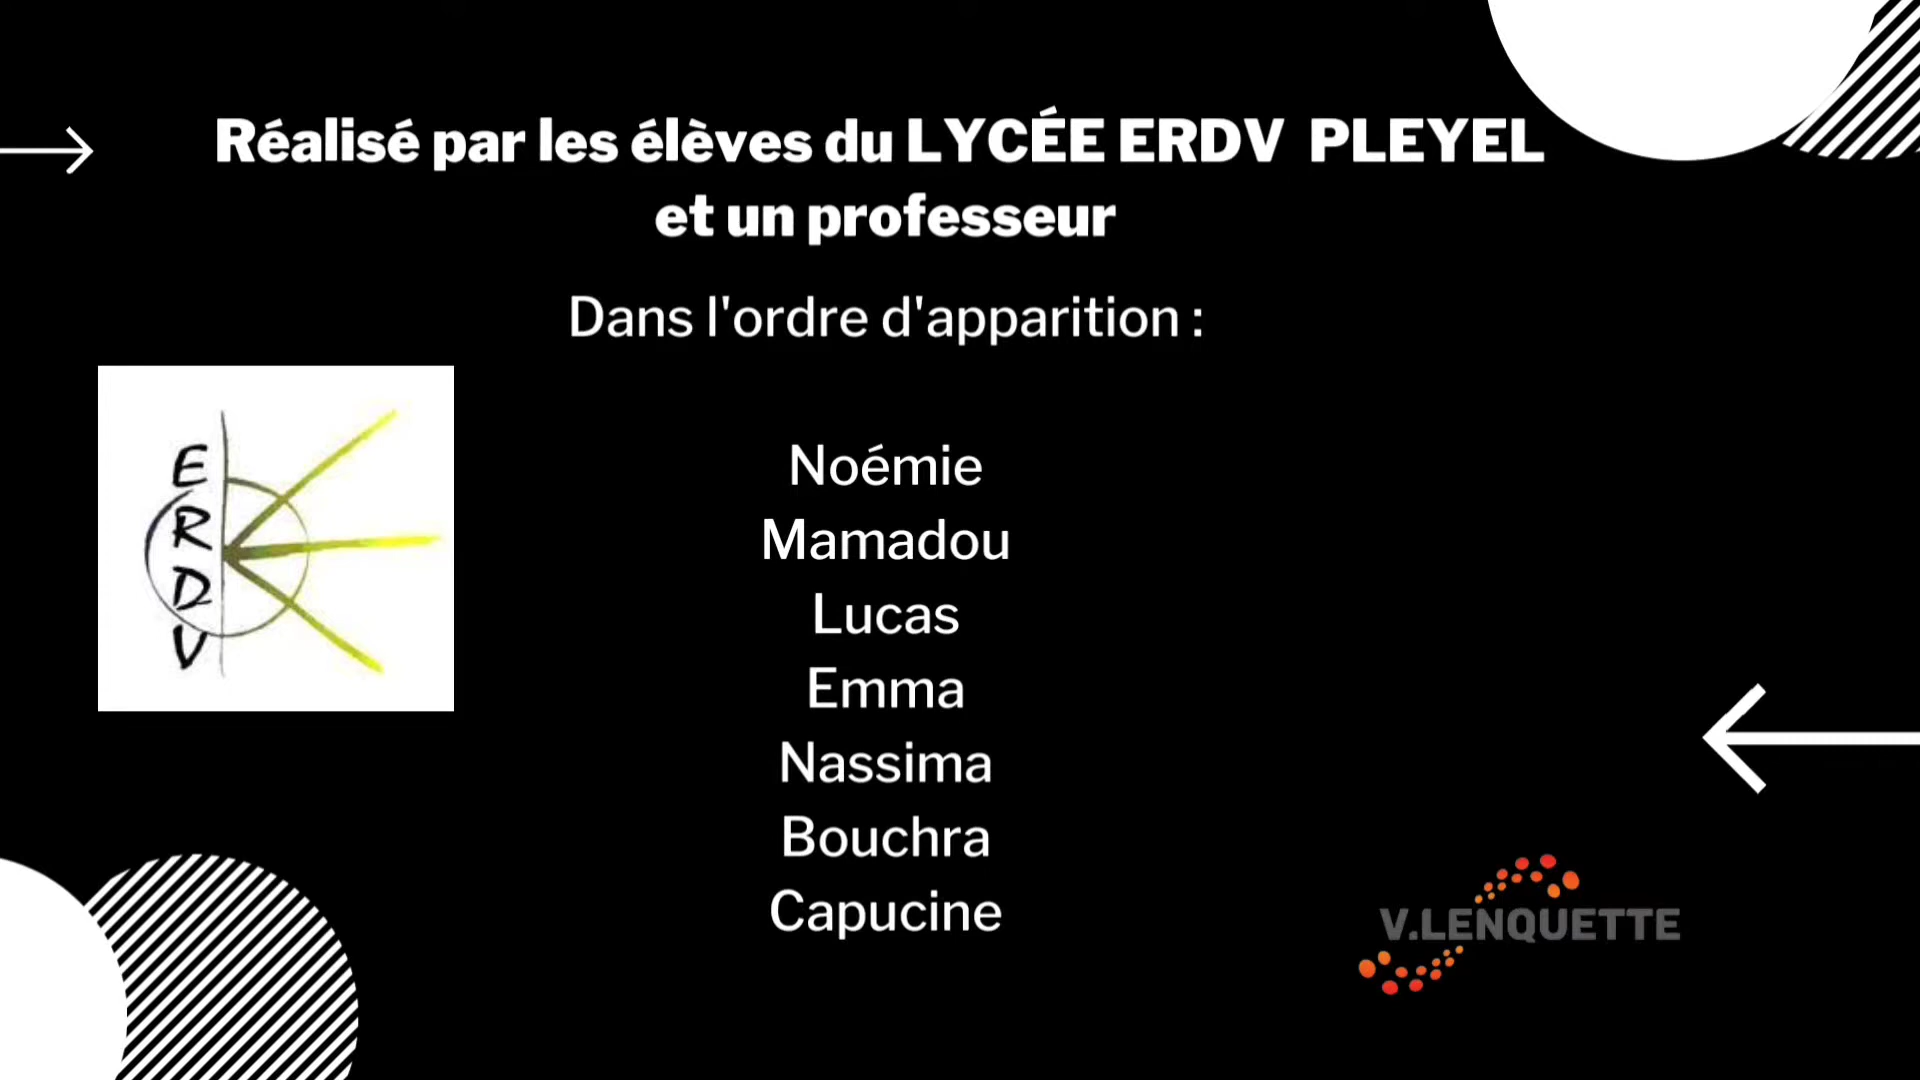 Réalisé par les élèves du LYCÉE ERDV PLEYEL
et un professeur
Dans l'ordre d'apparition :
E
R
D
V
Noémie
Mamadou
Lucas
Emma
Nassima
Bouchra
Capucine
V.LENQUETTE